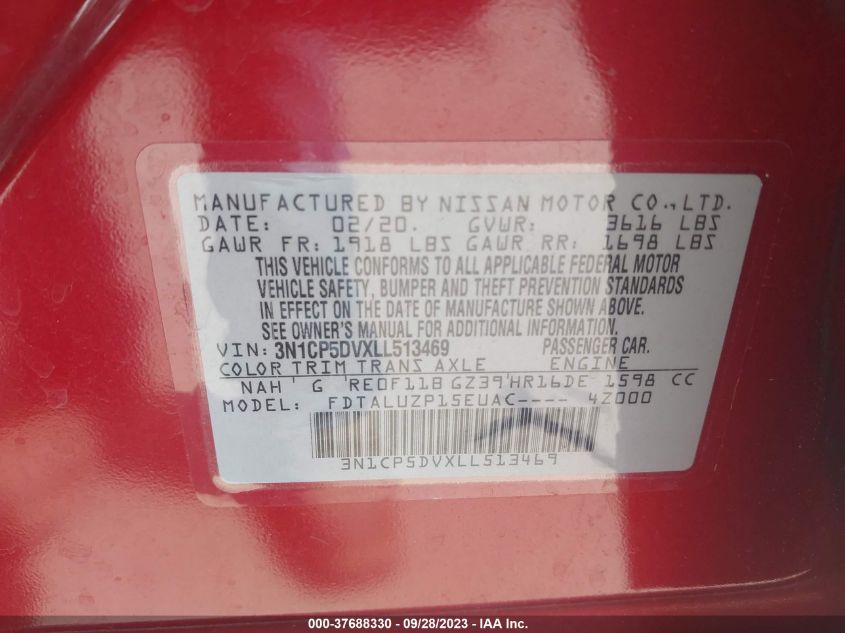 MANUFACTURED BY NISSAN MOTOR CO., LTD.
DATE: 02/20. GVWR: 3616 LBS
GAWR FR: 1918 LBS GAWR RR: 1698 LBS
THIS VEHICLE CONFORMS TO ALL APPLICABLE FEDERAL MOTOR
VEHICLE SAFETY, BUMPER AND THEFT PREVENTION STANDARDS
IN EFFECT ON THE DATE OF MANUFACTURE SHOWN ABOVE.
SEE OWNER'S MANUAL FOR ADDITIONAL INFORMATION.
VIN: 3N1CP5DVXLL513469 PASSENGER CAR.
COLOR TRIM TRANS AXLE ENGINE
NAH ' G 'RE0F11B GZ39'HR16DE 1598 CC
MODEL: FDTALUZP15EUAC---- 4Z000
3N1CP5DVXLL513469
000-37688330 - 09/28/2023 - IAA Inc.